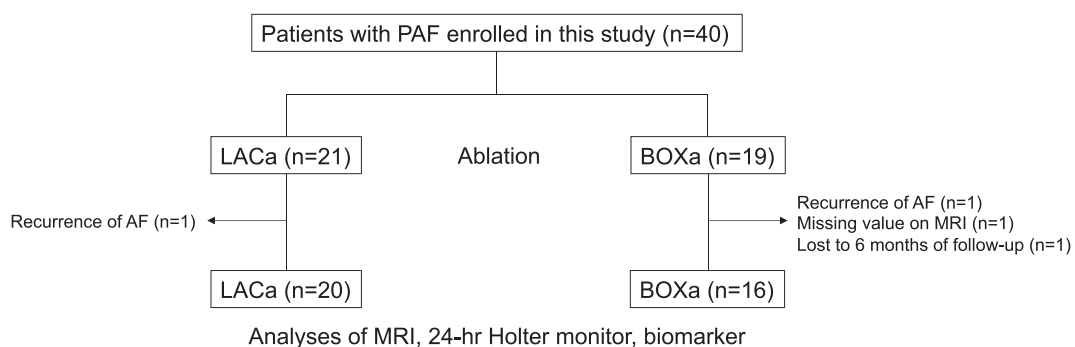 Patients with PAF enrolled in this study (n=40)
LACa (n=21)
Ablation
BOXa (n=19)
Recurrence of AF (n=1)
Recurrence of AF (n=1)
Missing value on MRI (n=1)
Lost to 6 months of follow-up (n=1)
LACa (n=20)
BOXa (n=16)
Analyses of MRI, 24-hr Holter monitor, biomarker